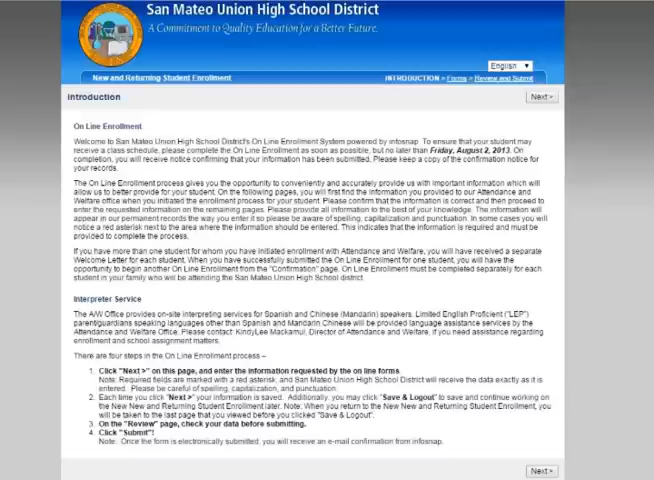 San Mateo Union High School District
A Commitment to Quality Education for a Better Future.
English
New and Returning Student Enrollment
INTRODUCTION > Forms > Review and Submit
Introduction
Next >
On Line Enrollment
Welcome to San Mateo Union High School District's On Line Enrollment System powered by infosnap. To ensure that your student may
receive a class schedule, please complete the On Line Enrollment as soon as possible, but no later than Friday, August 2, 2013. On
completion, you will receive notice confirming that your information has been submitted. Please keep a copy of the confirmation notice for
your records.
The On Line Enrollment process gives you the opportunity to conveniently and accurately provide us with important information which will
allow us to better provide for your student. On the following pages, you will first find the information you provided to our Attendance and
Welfare office when you initiated the enrollment process for your student. Please confirm that the information is correct and then proceed to
enter the requested information on the remaining pages. Please provide all information to the best of your knowledge. The information will
appear in our permanent records the way you enter it so please be aware of spelling, capitalization and punctuation. In some cases you will
notice a red asterisk next to the area where the information should be entered. This indicates that the information is required and must be
provided to complete the process.
If you have more than one student for whom you have initiated enrollment with Attendance and Welfare, you will have received a separate
Welcome Letter for each student. When you have successfully submitted the On Line Enrollment for one student, you will have the
opportunity to begin another On Line Enrollment from the "Confirmation" page. On Line Enrollment must be completed separately for each
student in your family who will be attending the San Mateo Union High School district.
Interpreter Service
The A/W Office provides on-site interpreting services for Spanish and Chinese (Mandarin) speakers. Limited English Proficient ("LEP")
parent/guardians speaking languages other than Spanish and Mandarin Chinese will be provided language assistance services by the
Attendance and Welfare Office. Please contact: KindyLee Mackamul, Director of Attendance and Welfare, if you need assistance regarding
enrollment and school assignment matters.
There are four steps in the On Line Enrollment process –
1. Click "Next >" on this page, and enter the information requested by the on line forms.
Note: Required fields are marked with a red asterisk, and San Mateo Union High School District will receive the data exactly as it is
entered. Please be careful of spelling, capitalization, and punctuation.
2. Each time you click "Next >" your information is saved. Additionally, you may click "Save & Logout" to save and continue working on
the New New and Returning Student Enrollment later. Note: When you return to the New New and Returning Student Enrollment, you
will be taken to the last page that you viewed before you clicked "Save & Logout".
3. On the "Review" page, check your data before submitting.
4. Click "Submit"!
Note: Once the form is electronically submitted, you will receive an e-mail confirmation from infosnap.
Next >